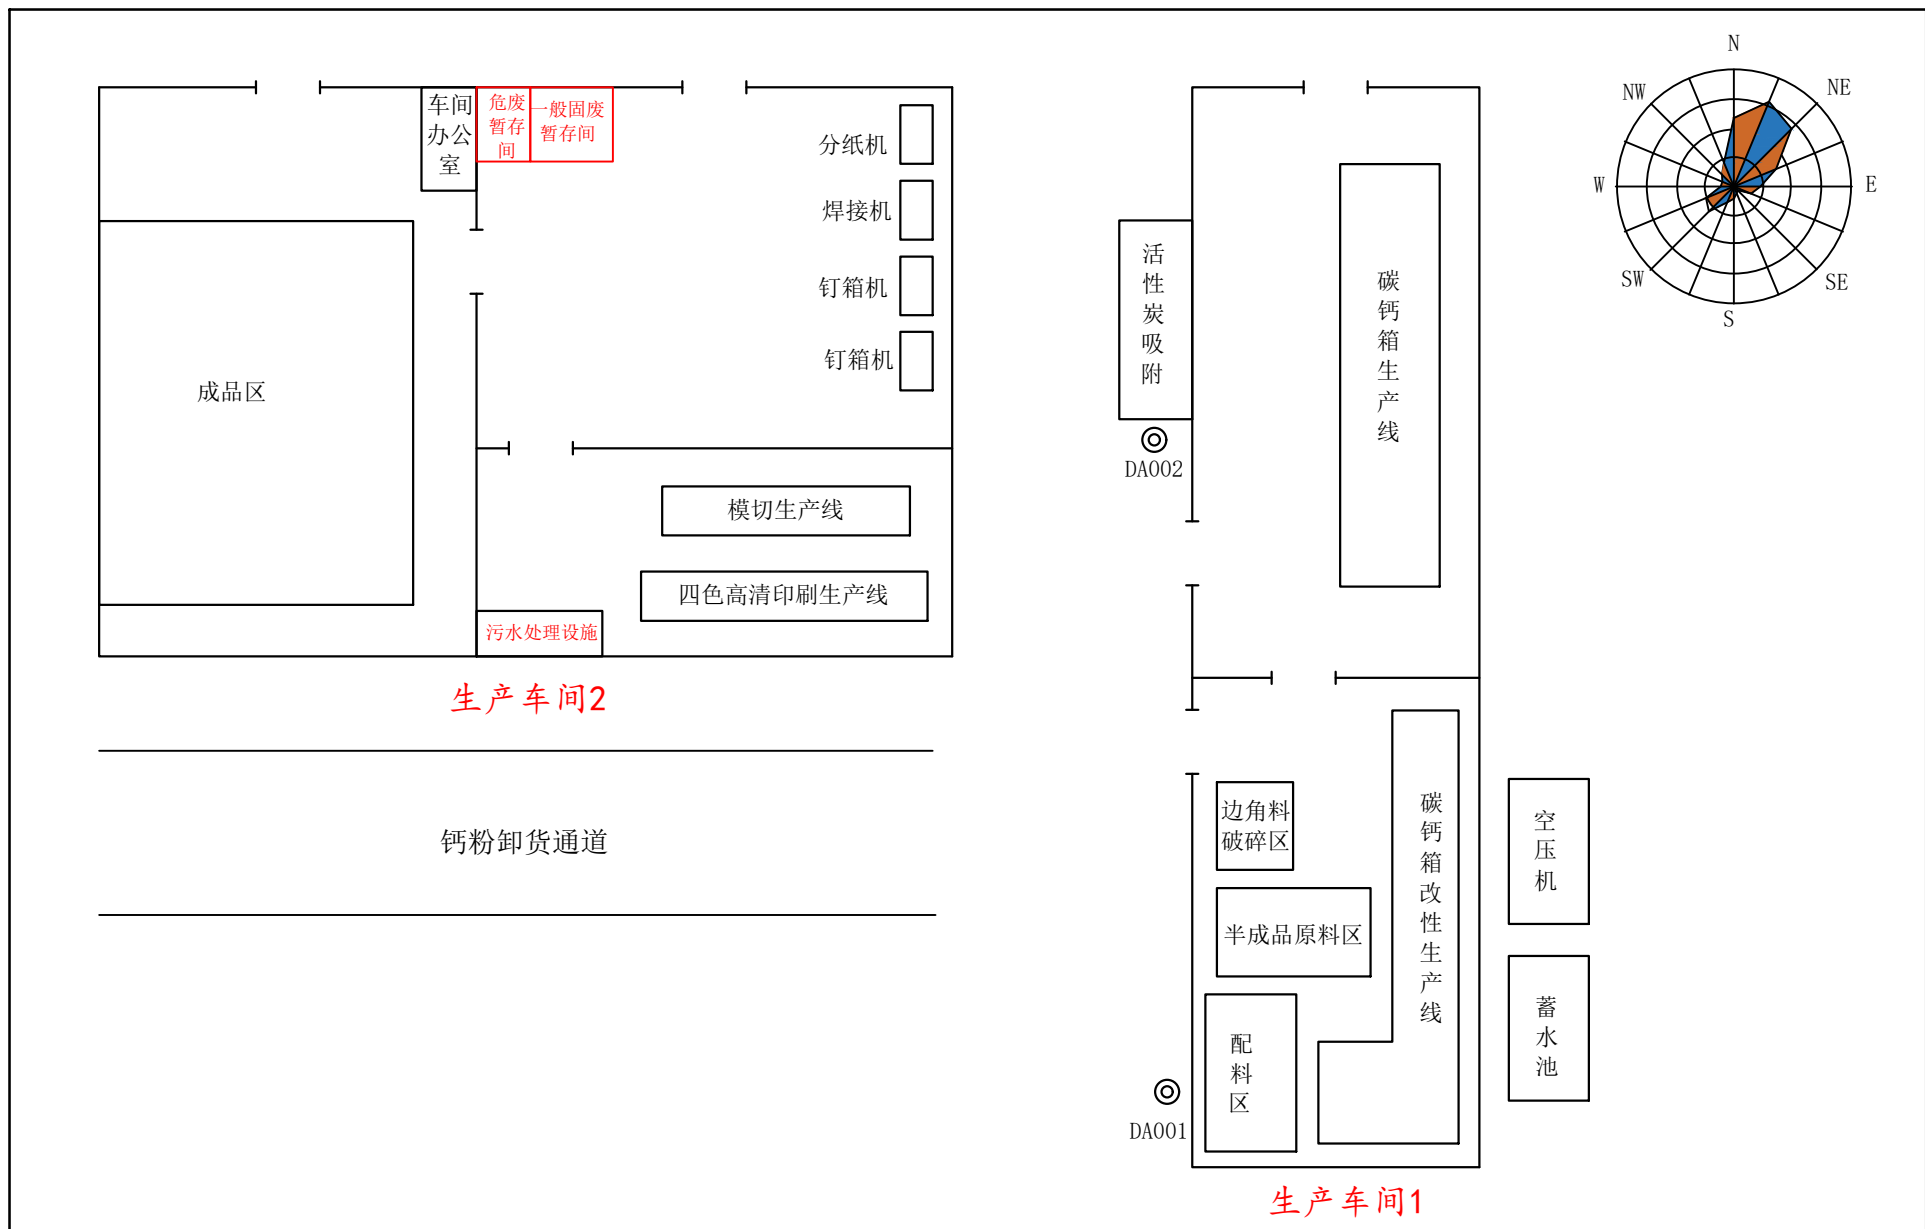 车间
办公
室
危废
暂存
间
一般固废
暂存间
分纸机
焊接机
钉箱机
钉箱机
成品区
模切生产线
四色高清印刷生产线
污水处理设施
生产车间2
钙粉卸货通道
活性炭吸附
DA002
碳钙箱生产线
边角料
破碎区
半成品原料区
配料区
碳钙箱改性生产线
DA001
生产车间1
空压机
蓄水池
N
NE
E
SE
S
SW
W
NW